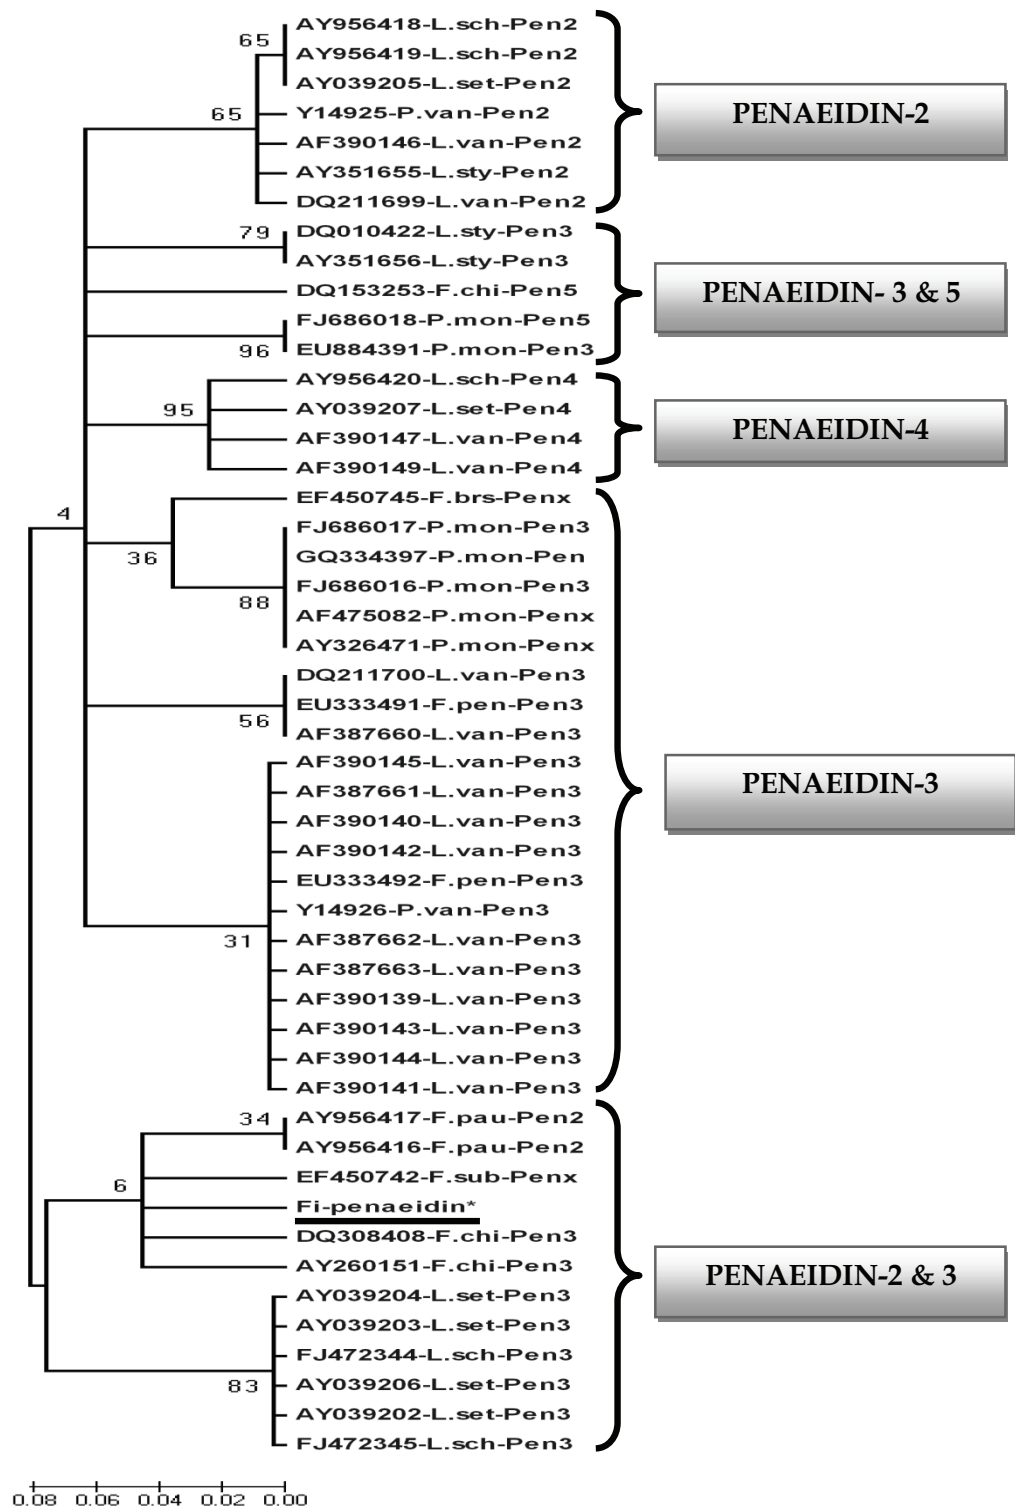 AY956418-L.sch-Pen2
65
AY956419-L.sch-Pen2
AY039205-L.set-Pen2
65
Y14925-P.van-Pen2
PENAEIDIN-2
AF390146-L.van-Pen2
AY351655-L.sty-Pen2
DQ211699-L.van-Pen2
79
DQ010422-L.sty-Pen3
AY351656-L.sty-Pen3
DQ153253-F.chi-Pen5
PENAEIDIN- 3 & 5
FJ686018-P.mon-Pen5
96
EU884391-P.mon-Pen3
AY956420-L.sch-Pen4
95
AY039207-L.set-Pen4
PENAEIDIN-4
AF390147-L.van-Pen4
AF390149-L.van-Pen4
EF450745-F.brs-Penx
4
FJ686017-P.mon-Pen3
36
GQ334397-P.mon-Pen
FJ686016-P.mon-Pen3
88
AF475082-P.mon-Penx
AY326471-P.mon-Penx
DQ211700-L.van-Pen3
EU333491-F.pen-Pen3
56
AF387660-L.van-Pen3
AF390145-L.van-Pen3
PENAEIDIN-3
AF387661-L.van-Pen3
AF390140-L.van-Pen3
AF390142-L.van-Pen3
EU333492-F.pen-Pen3
Y14926-P.van-Pen3
31
AF387662-L.van-Pen3
AF387663-L.van-Pen3
AF390139-L.van-Pen3
AF390143-L.van-Pen3
AF390144-L.van-Pen3
AF390141-L.van-Pen3
34
AY956417-F.pau-Pen2
AY956416-F.pau-Pen2
6
EF450742-F.sub-Penx
Fi-penaeidin*
DQ308408-F.chi-Pen3
AY260151-F.chi-Pen3
PENAEIDIN-2 & 3
AY039204-L.set-Pen3
AY039203-L.set-Pen3
FJ472344-L.sch-Pen3
83
AY039206-L.set-Pen3
AY039202-L.set-Pen3
FJ472345-L.sch-Pen3
0.08 0.06 0.04 0.02 0.00